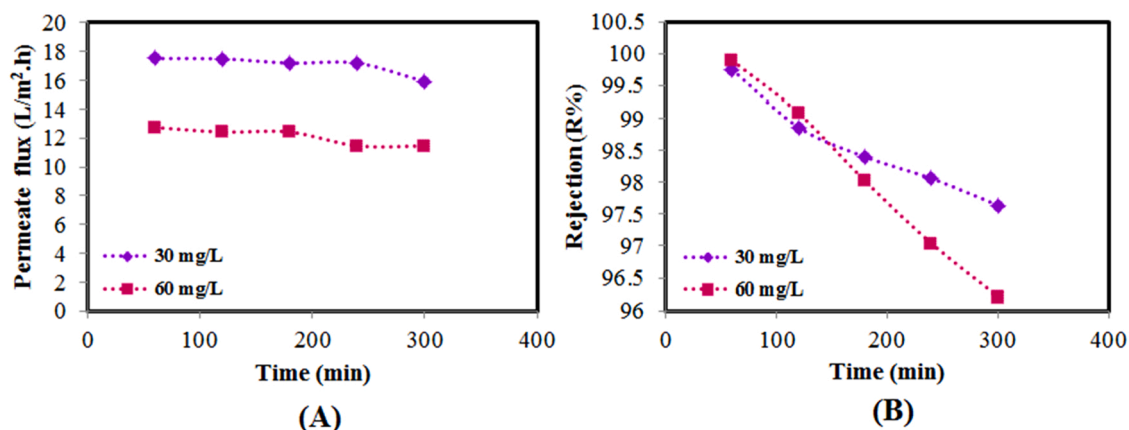 Permeate flux (L/m².h)
20
18
16
14
12
10
8
6
4
2
0
30 mg/L
60 mg/L
0 100 200 300 400
Time (min)
(A)
Rejection (R%)
100.5
100
99.5
99
98.5
98
97.5
97
96.5
96
30 mg/L
60 mg/L
0 100 200 300 400
Time (min)
(B)